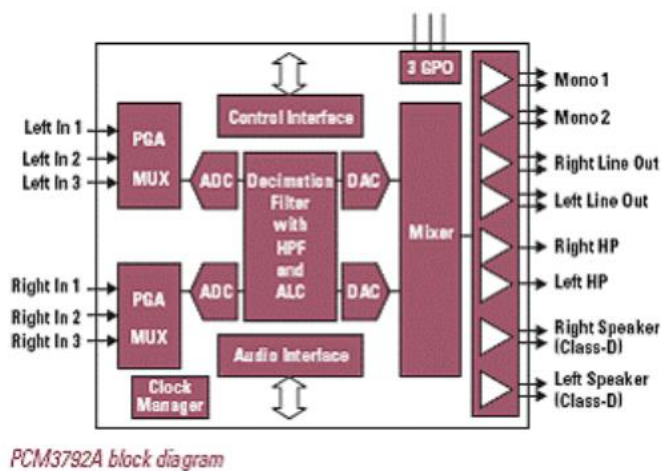 3 GPO
Control Interface
Left In 1
Left In 2
Left In 3
PGA
MUX
ADC
Decimation
Filter
with
HPF
and
ALC
DAC
Mixer
Right In 1
Right In 2
Right In 3
PGA
MUX
ADC
DAC
Audio Interface
Clock
Manager
Mono 1
Mono 2
Right Line Out
Left Line Out
Right HP
Left HP
Right Speaker
(Class-D)
Left Speaker
(Class-D)
PCM3792A block diagram